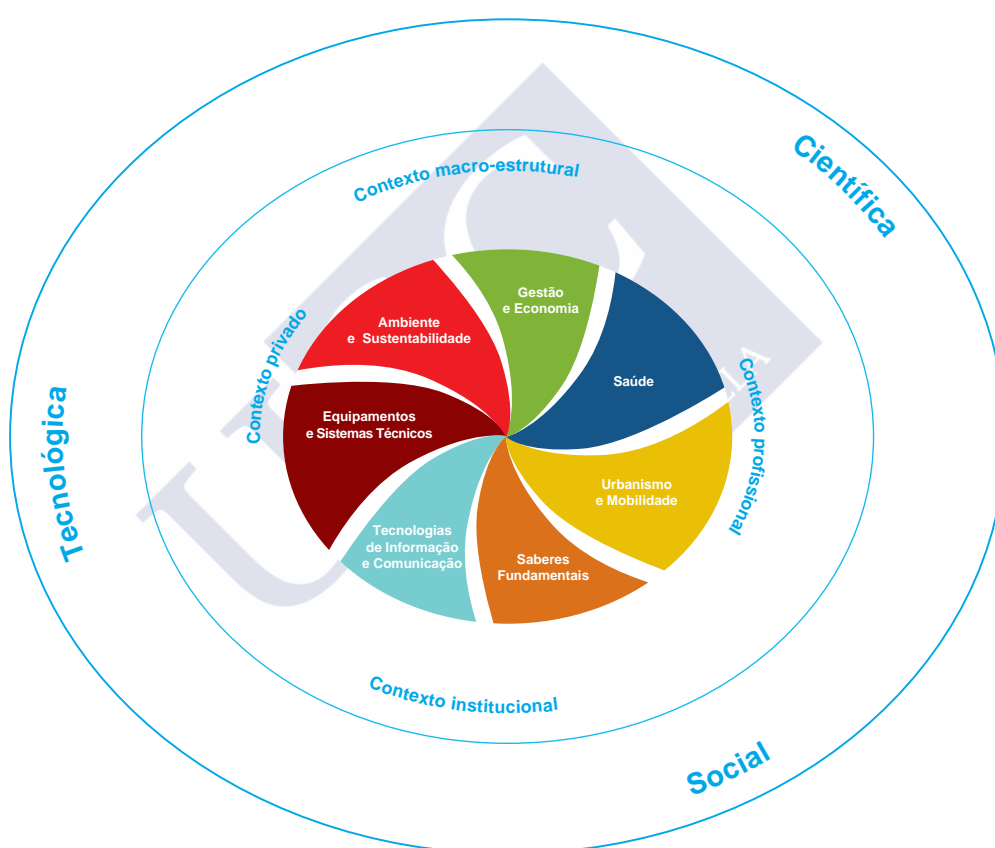 Científica
Contexto macro-estrutural
Gestão
e Economia
Ambiente
e Sustentabilidade
Contexto privado
Saúde
Contexto profissional
Tecnológica
Equipamentos
e Sistemas Técnicos
Urbanismo
e Mobilidade
Tecnologias
de Informação
e Comunicação
Saberes
Fundamentais
Contexto institucional
Social